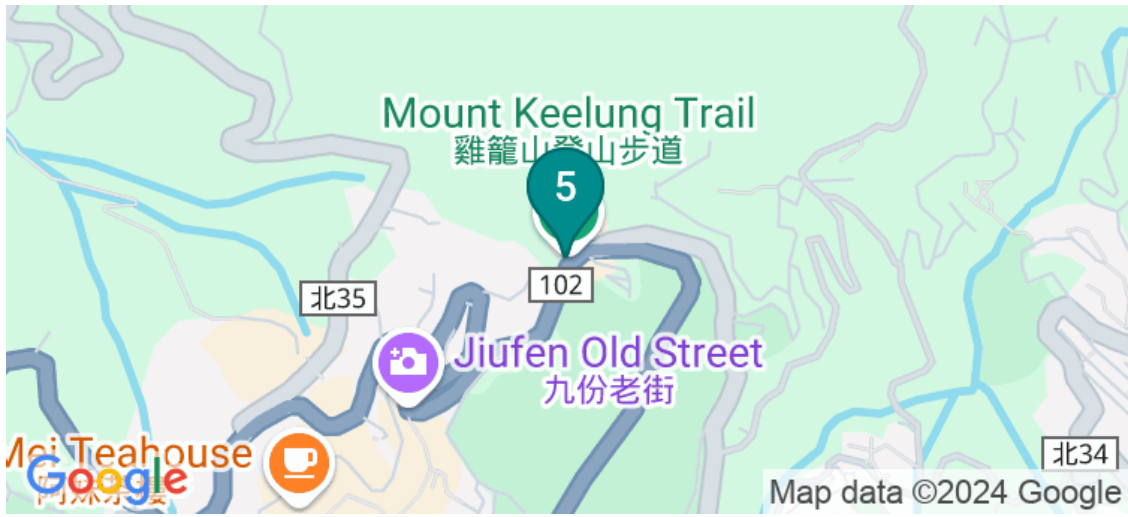 Mount Keelung Trail
雞籠山登山步道
5
102
北35
Jiufen Old Street
九份老街
Mei Teahouse
Google
北34
Map data ©2024 Google